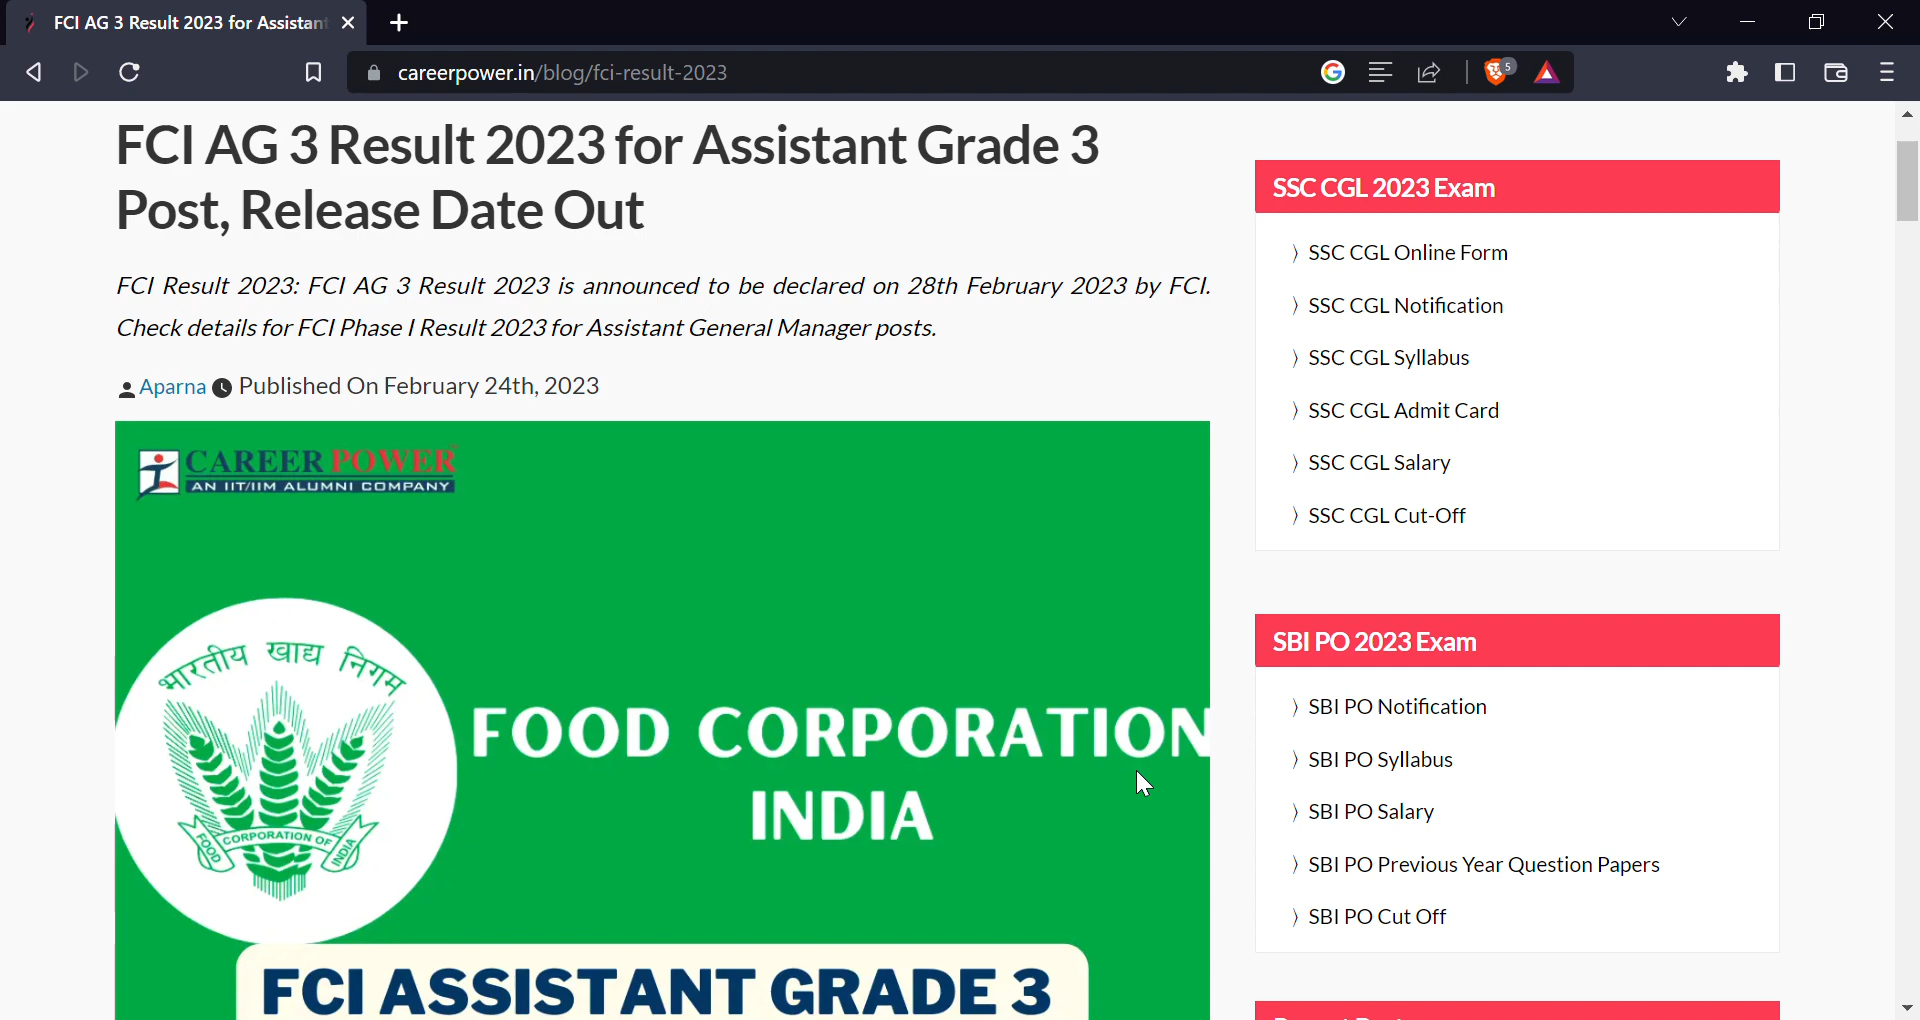 FCI AG 3 Result 2023 for Assistant
careerpower.in/blog/fci-result-2023
5
FCI AG 3 Result 2023 for Assistant Grade 3
Post, Release Date Out
FCI Result 2023: FCI AG 3 Result 2023 is announced to be declared on 28th February 2023 by FCI.
Check details for FCI Phase I Result 2023 for Assistant General Manager posts.
Aparna Published On February 24th, 2023
CAREER POWER
AN IIT/IIM ALUMNI COMPANY
भारतीय खाद्य निगम
FOOD CORPORATION OF INDIA
FOOD CORPORATION
INDIA
FCI ASSISTANT GRADE 3
SSC CGL 2023 Exam
SSC CGL Online Form
SSC CGL Notification
SSC CGL Syllabus
SSC CGL Admit Card
SSC CGL Salary
SSC CGL Cut-Off
SBI PO 2023 Exam
SBI PO Notification
SBI PO Syllabus
SBI PO Salary
SBI PO Previous Year Question Papers
SBI PO Cut Off